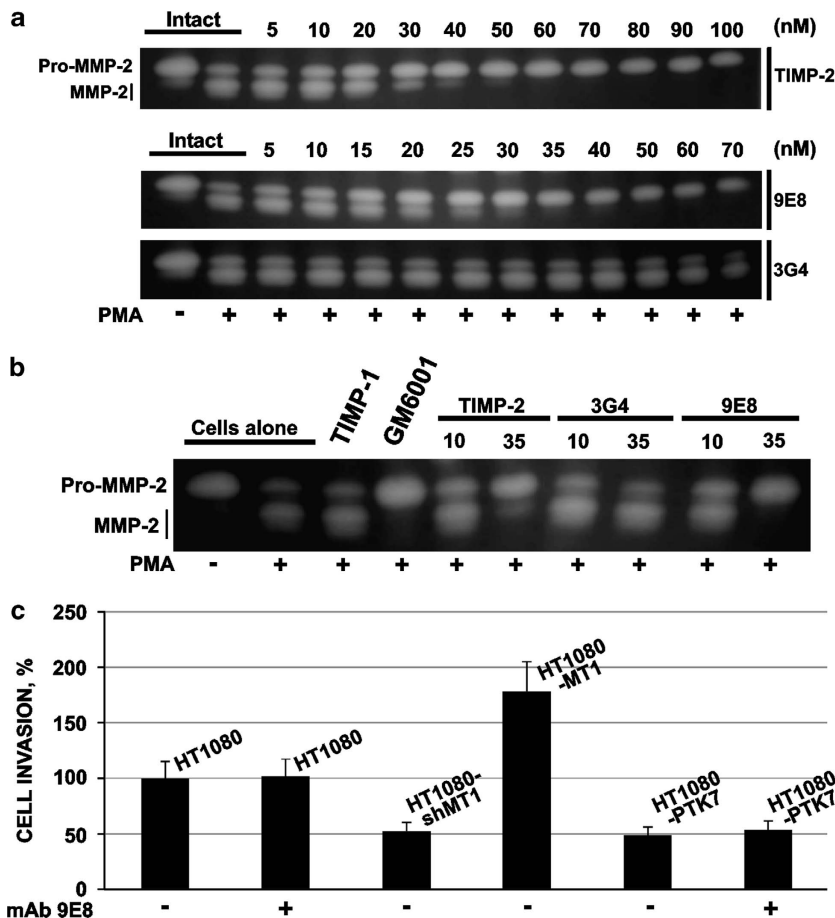 a
Intact 5 10 20 30 40 50 60 70 80 90 100 (nM)
Pro-MMP-2
MMP-2
TIMP-2
Intact 5 10 15 20 25 30 35 40 50 60 70 (nM)
9E8
3G4
PMA - + + + + + + + + + + + +
b
Cells alone TIMP-1 GM6001 TIMP-2 3G4 9E8
10 35 10 35 10 35
Pro-MMP-2
MMP-2
PMA - + + + + + + + + +
c
CELL INVASION, %
250
200
150
100
50
0
HT1080
HT1080
HT1080-
shMT1
HT1080
-MT1
HT1080
-PTK7
HT1080
-PTK7
mAb 9E8 - + - - - +